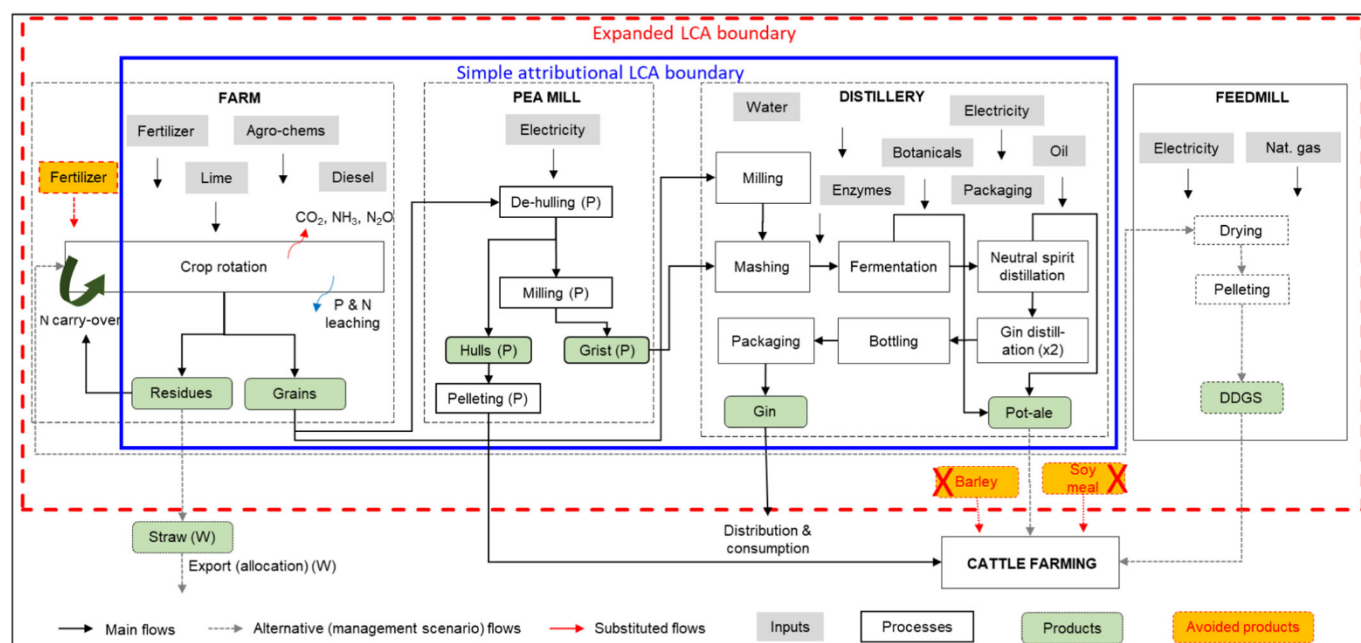 Expanded LCA boundary
Simple attributional LCA boundary
FARM
Fertilizer
Agro-chems
Fertilizer
Lime
Diesel
CO2, NH3, N2O
Crop rotation
N carry-over
P & N
leaching
Residues
Grains
PEA MILL
Electricity
De-hulling (P)
Milling (P)
Hulls (P)
Grist (P)
Pelleting (P)
DISTILLERY
Water
Electricity
Botanicals
Oil
Enzymes
Packaging
Milling
Mashing
Fermentation
Neutral spirit
distillation
Packaging
Bottling
Gin distill-
ation (x2)
Gin
Pot-ale
FEEDMILL
Electricity
Nat. gas
Drying
Pelleting
DDGS
X
Barley
Soy
meal
X
Straw (W)
Export (allocation) (W)
Distribution &
consumption
CATTLE FARMING
Main flows
Alternative (management scenario) flows
Substituted flows
Inputs
Processes
Products
Avoided products